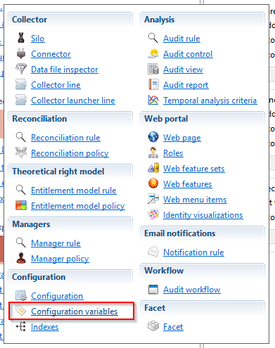 Collector
Silo
Connector
Data file inspector
Collector line
Collector launcher line
Reconciliation
Reconciliation rule
Reconciliation policy
Theoretical right model
Entitlement model rule
Entitlement model policy
Managers
Manager rule
Manager policy
Configuration
Configuration
Configuration variables
Indexes
Analysis
Audit rule
Audit control
Audit view
Audit report
Temporal analysis criteria
Web portal
Web page
Roles
Web feature sets
Web features
Web menu items
Identity visualizations
Email notifications
Notification rule
Workflow
Audit workflow
Facet
Facet